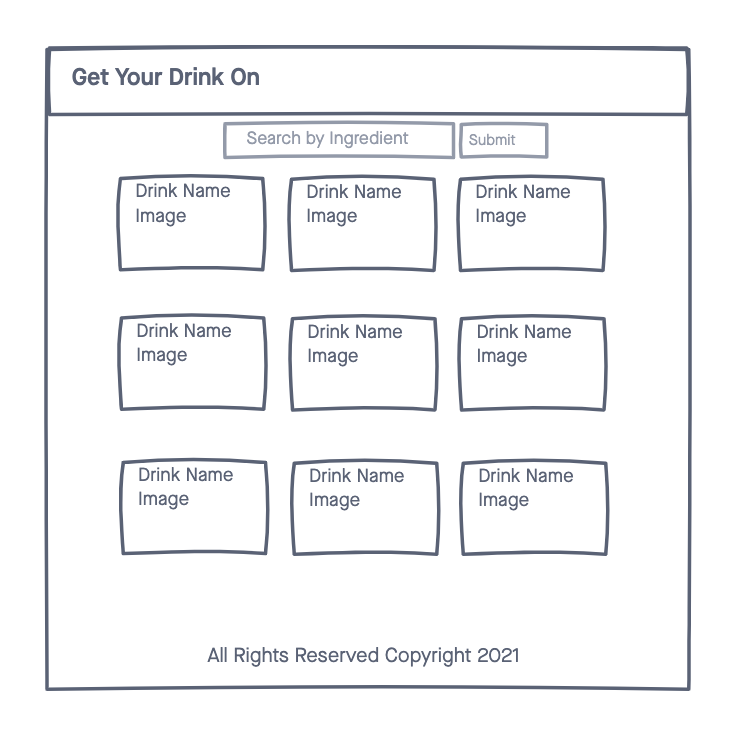 Get Your Drink On
Search by Ingredient
Submit
Drink Name
Image
Drink Name
Image
Drink Name
Image
Drink Name
Image
Drink Name
Image
Drink Name
Image
Drink Name
Image
Drink Name
Image
Drink Name
Image
All Rights Reserved Copyright 2021